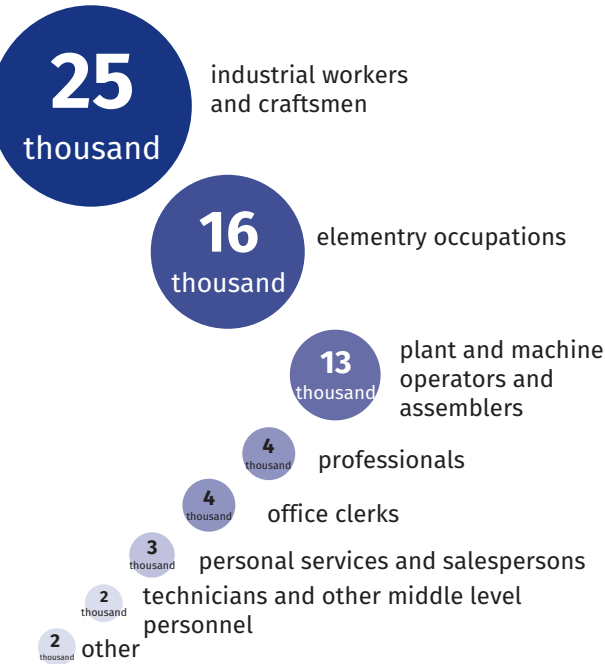 25
thousand
industrial workers
and craftsmen
16
thousand
elementry occupations
13
thousand
plant and machine
operators and
assemblers
4
thousand
professionals
4
thousand
office clerks
3
thousand
personal services and salespersons
2
thousand
technicians and other middle level
personnel
2
thousand
other